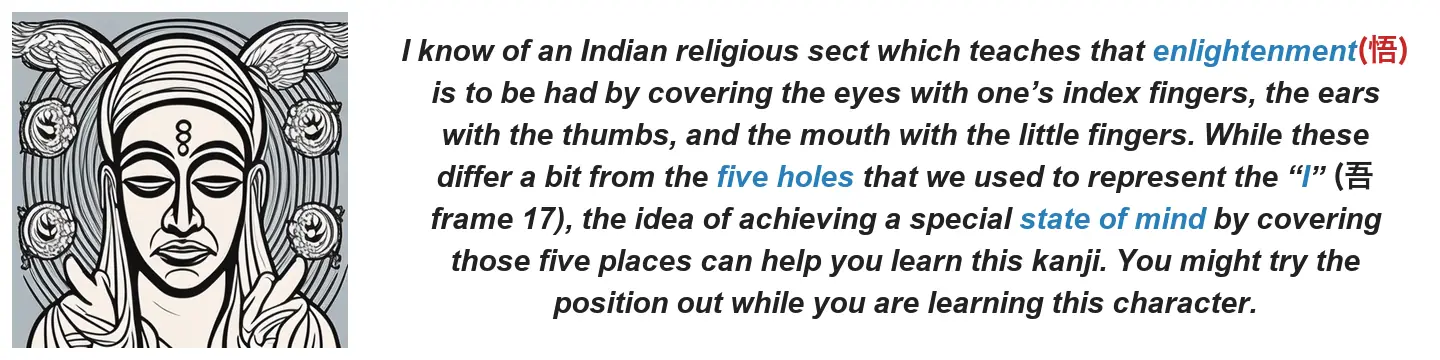 I know of an Indian religious sect which teaches that enlightenment(悟)
is to be had by covering the eyes with one’s index fingers, the ears
with the thumbs, and the mouth with the little fingers. While these
differ a bit from the five holes that we used to represent the “I” (吾
frame 17), the idea of achieving a special state of mind by covering
those five places can help you learn this kanji. You might try the
position out while you are learning this character.